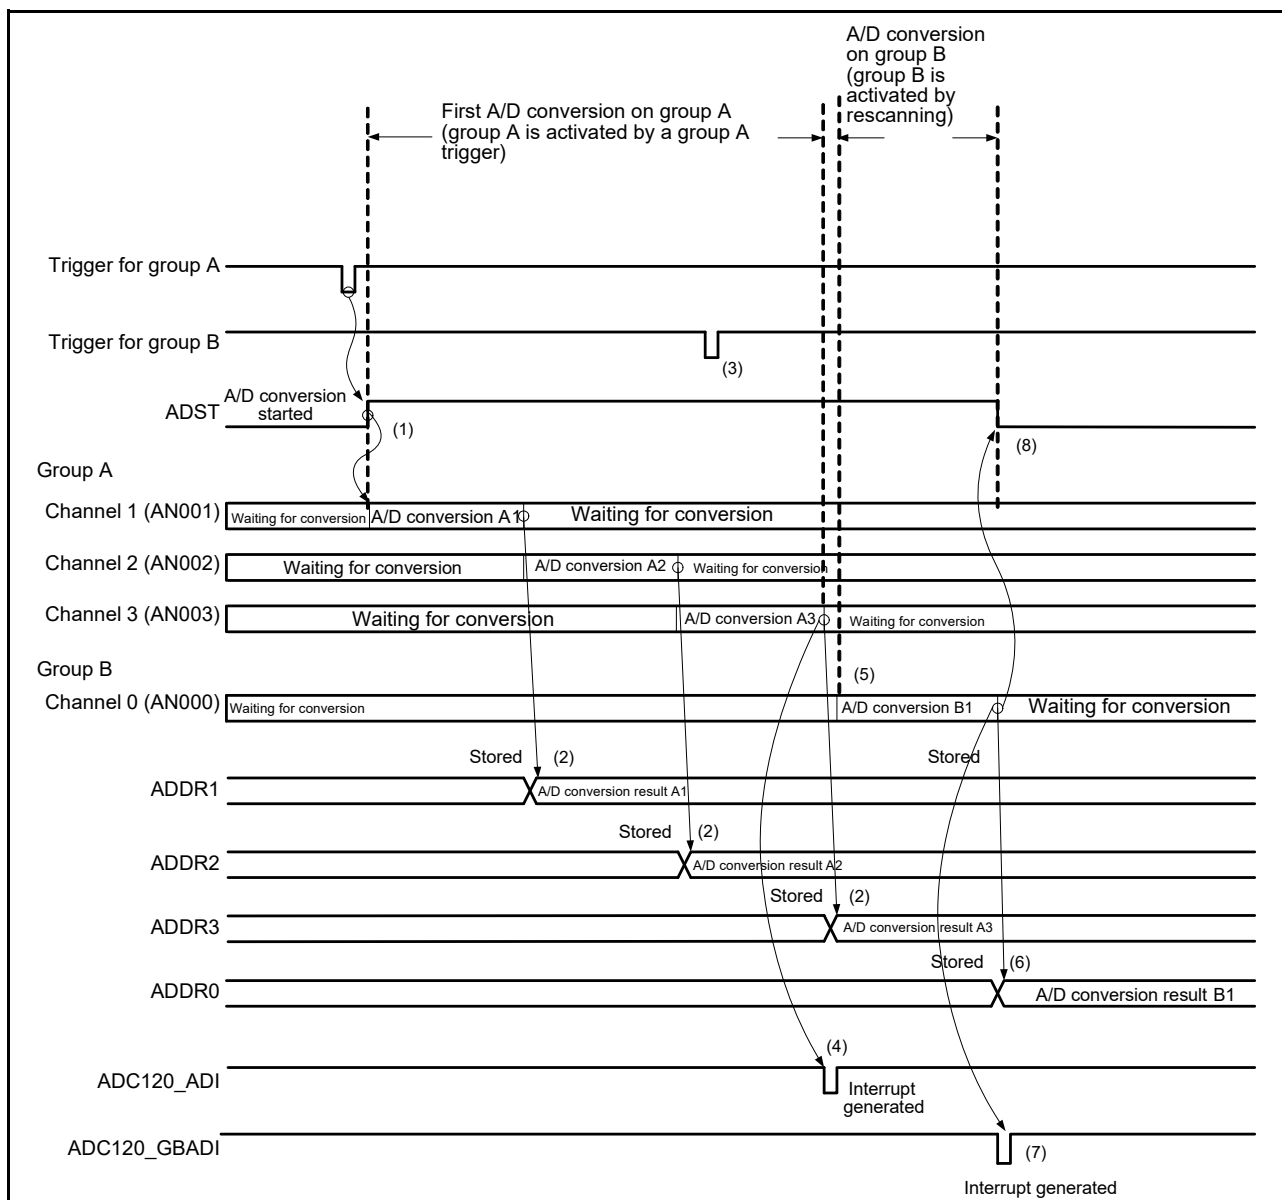 A/D conversion
on group B
(group B is
activated by
rescanning)
First A/D conversion on group A
(group A is activated by a group A
trigger)
Trigger for group A
Trigger for group B
(3)
A/D conversion
started
ADST
(1)
(8)
Group A
Channel 1 (AN001)
Waiting for conversion
A/D conversion A1
Waiting for conversion
Channel 2 (AN002)
Waiting for conversion
A/D conversion A2
Waiting for conversion
Channel 3 (AN003)
Waiting for conversion
A/D conversion A3
Waiting for conversion
Group B
(5)
Channel 0 (AN000)
Waiting for conversion
A/D conversion B1
Waiting for conversion
Stored
(2)
Stored
ADDR1
A/D conversion result A1
Stored
(2)
ADDR2
A/D conversion result A2
Stored
(2)
ADDR3
A/D conversion result A3
Stored
(6)
ADDR0
A/D conversion result B1
(4)
ADC120_ADI
Interrupt
generated
ADC120_GBADI
(7)
Interrupt generated